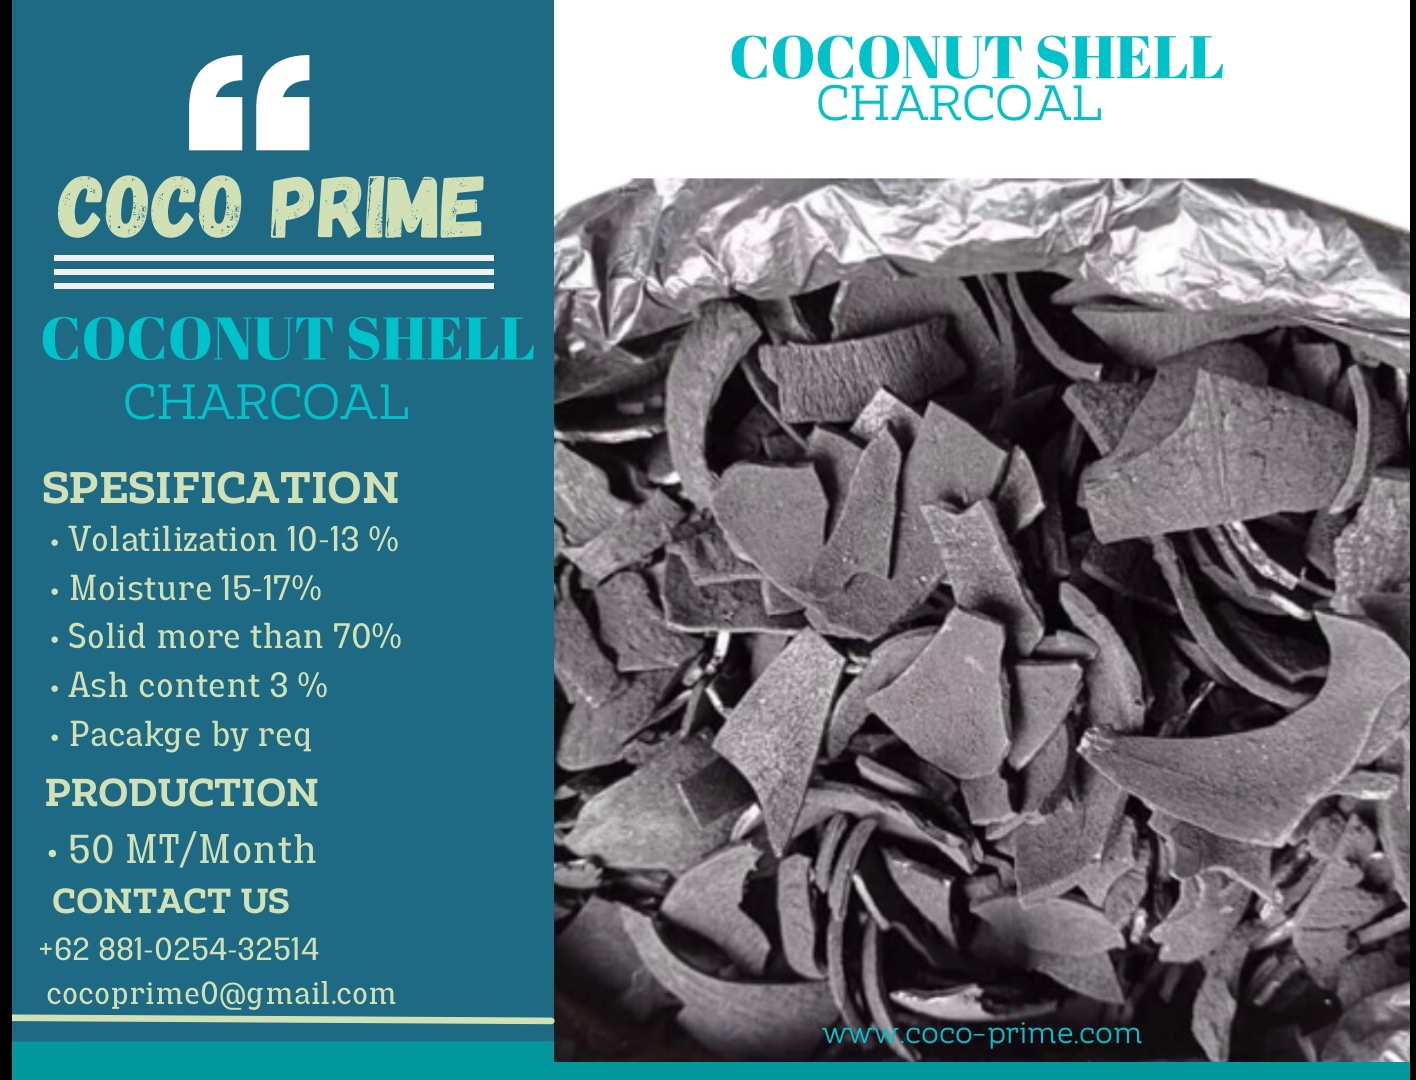 COCO PRIME
COCONUT SHELL
CHARCOAL
SPESIFICATION
• Volatilization 10-13 %
• Moisture 15-17%
• Solid more than 70%
• Ash content 3 %
• Pacakge by req
PRODUCTION
• 50 MT/Month
CONTACT US
+62 881-0254-32514
cocoprime0@gmail.com
COCONUT SHELL
CHARCOAL
www.coco-prime.com